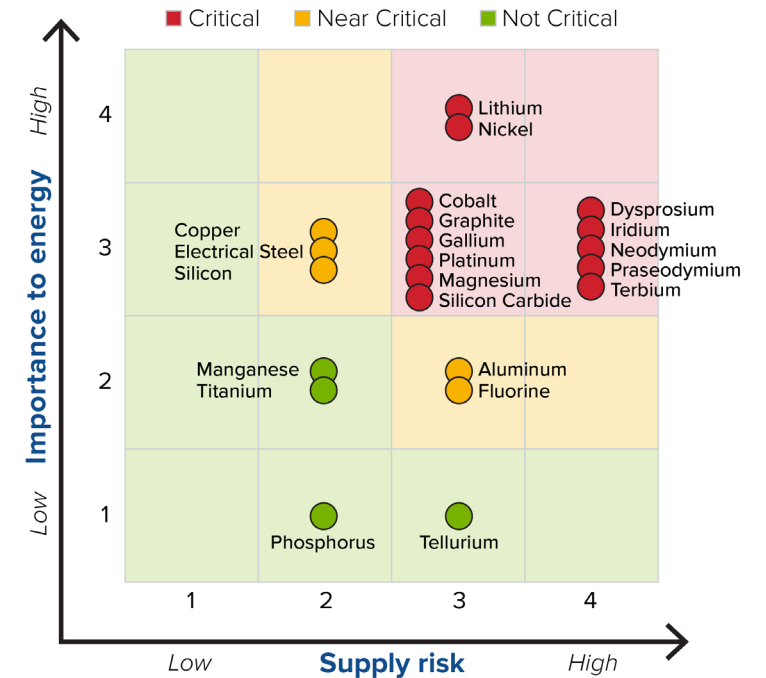 Critical
Near Critical
Not Critical
Importance to energy
High
Low
4
3
2
1
Lithium
Nickel
Copper
Electrical Steel
Silicon
Cobalt
Graphite
Gallium
Platinum
Magnesium
Silicon Carbide
Dysprosium
Iridium
Neodymium
Praseodymium
Terbium
Manganese
Titanium
Aluminum
Fluorine
Phosphorus
Tellurium
1
2
3
4
Low
Supply risk
High